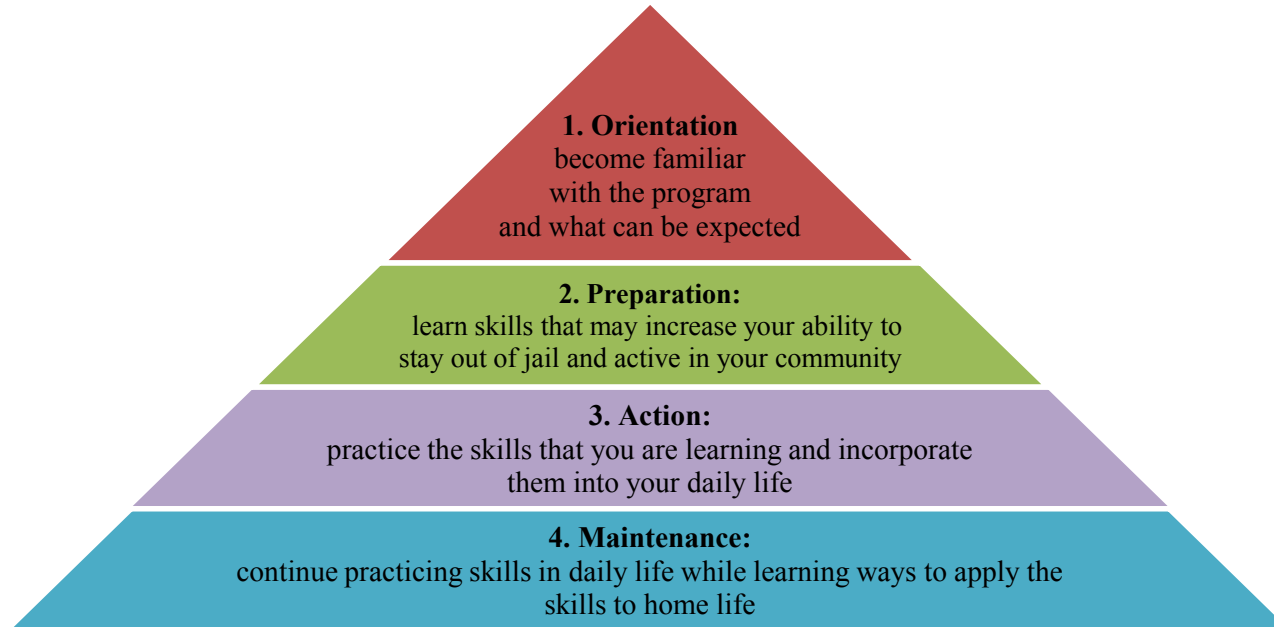 1. Orientation
become familiar
with the program
and what can be expected
2. Preparation:
learn skills that may increase your ability to
stay out of jail and active in your community
3. Action:
practice the skills that you are learning and incorporate
them into your daily life
4. Maintenance:
continue practicing skills in daily life while learning ways to apply the
skills to home life